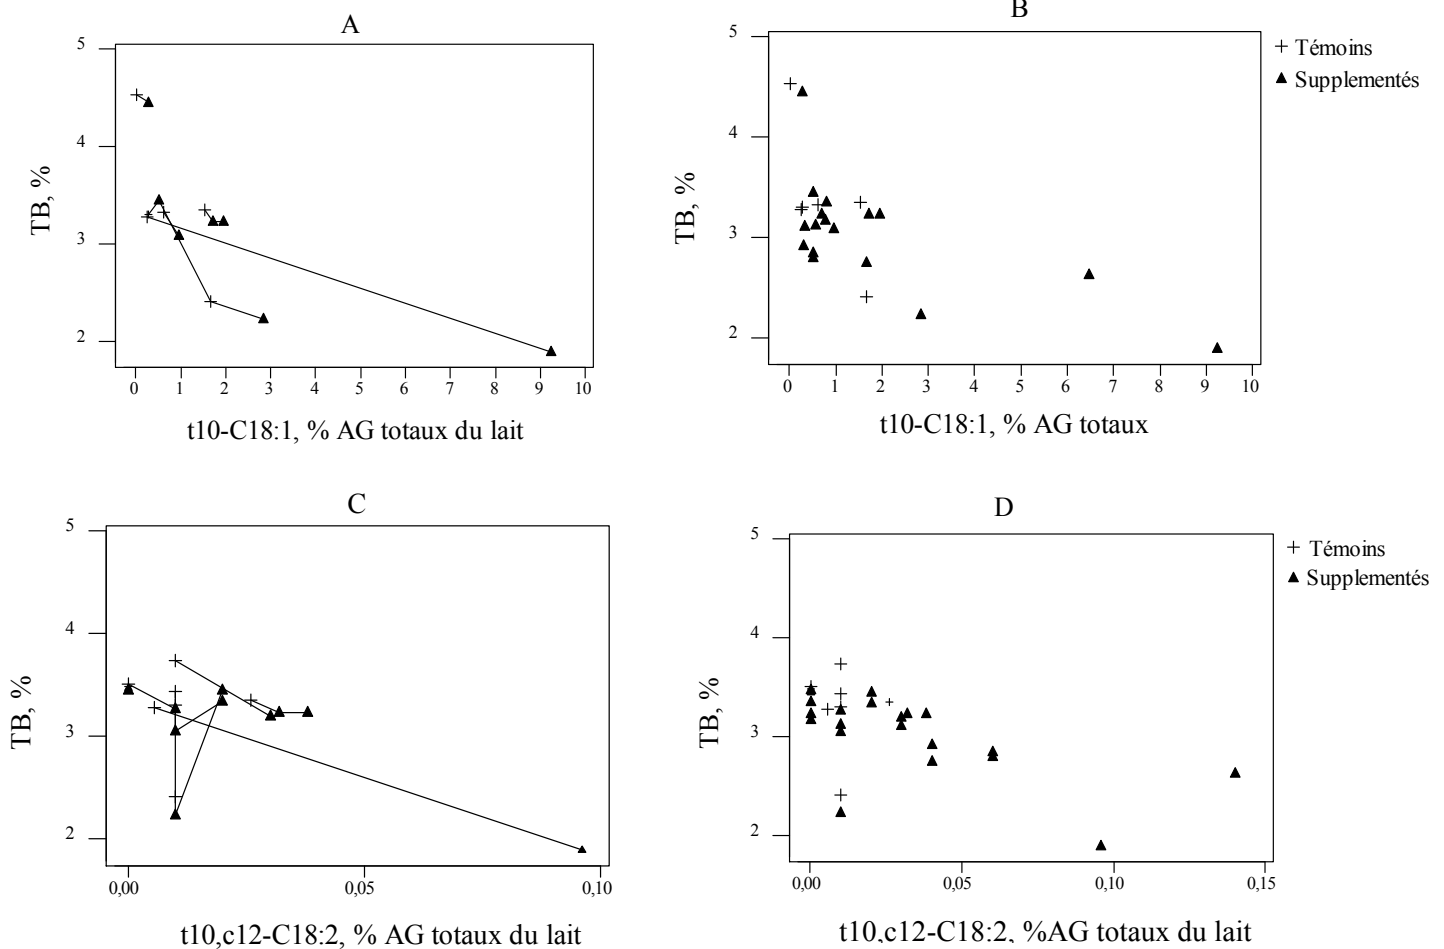 A
5
4
3
2
TB, %
0 1 2 3 4 5 6 7 8 9 10
t10-C18:1, % AG totaux du lait
B
5
4
3
2
TB, %
0 1 2 3 4 5 6 7 8 9 10
t10-C18:1, % AG totaux
Témoins
Supplementés
C
5
4
3
2
TB, %
0,00 0,05 0,10
t10,c12-C18:2, % AG totaux du lait
D
5
4
3
2
TB, %
0,00 0,05 0,10 0,15
t10,c12-C18:2, %AG totaux du lait
Témoins
Supplementés